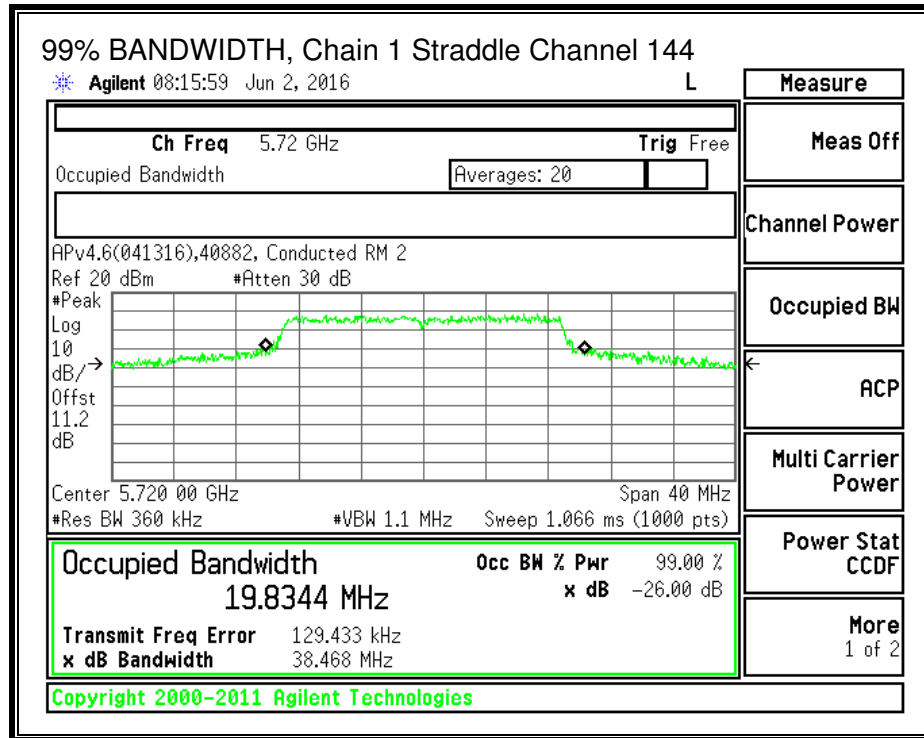 99% BANDWIDTH, Chain 1 Straddle Channel 144
Agilent 08:15:59 Jun 2, 2016 L
Measure
Ch Freq 5.72 GHz Trig Free
Meas Off
Occupied Bandwidth Averages: 20
Channel Power
APv4.6(041316),40882, Conducted RM 2
Ref 20 dBm #Atten 30 dB
#Peak
Log
10
dB/
Offst
11.2
dB
Occupied BW
ACP
Multi Carrier
Power
Center 5.720 00 GHz Span 40 MHz
#Res BW 360 kHz #VBW 1.1 MHz Sweep 1.066 ms (1000 pts)
Power Stat
CCDF
Occupied Bandwidth Occ BW % Pwr 99.00 %
19.8344 MHz x dB -26.00 dB
Transmit Freq Error 129.433 kHz
x dB Bandwidth 38.468 MHz
More
1 of 2
Copyright 2000-2011 Agilent Technologies